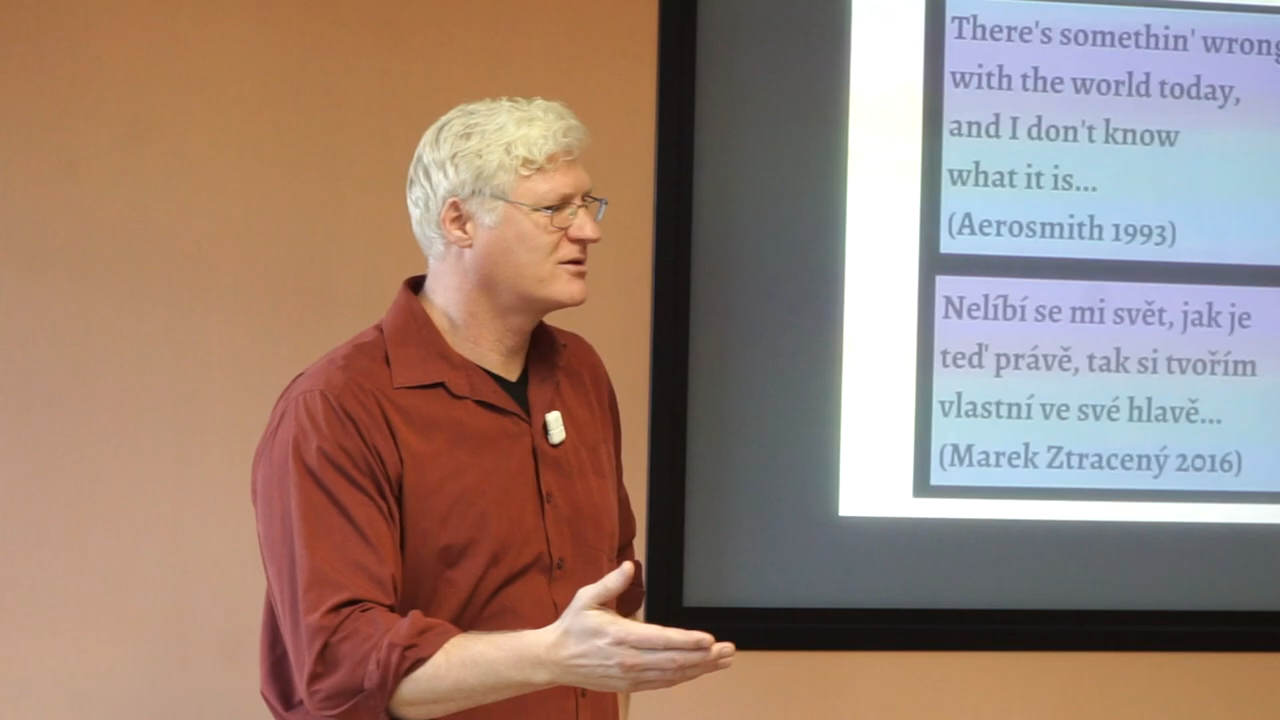 There's somethin' wrong
with the world today,
and I don't know
what it is...
(Aerosmith 1993)
Nelíbí se mi svět, jak je
teď právě, tak si tvořím
vlastní ve své hlavě...
(Marek Ztracený 2016)